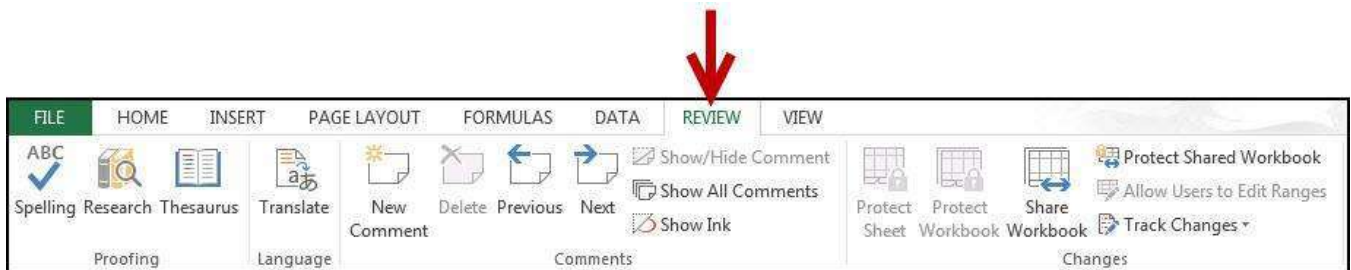 FILE HOME INSERT PAGE LAYOUT FORMULAS DATA REVIEW VIEW
ABC
Spelling Research Thesaurus
Proofing
aあ
Translate
Language
New Comment
Delete Previous Next
Show/Hide Comment
Show All Comments
Show Ink
Comments
Protect Sheet
Protect Workbook
Share Workbook
Protect Shared Workbook
Allow Users to Edit Ranges
Track Changes
Changes